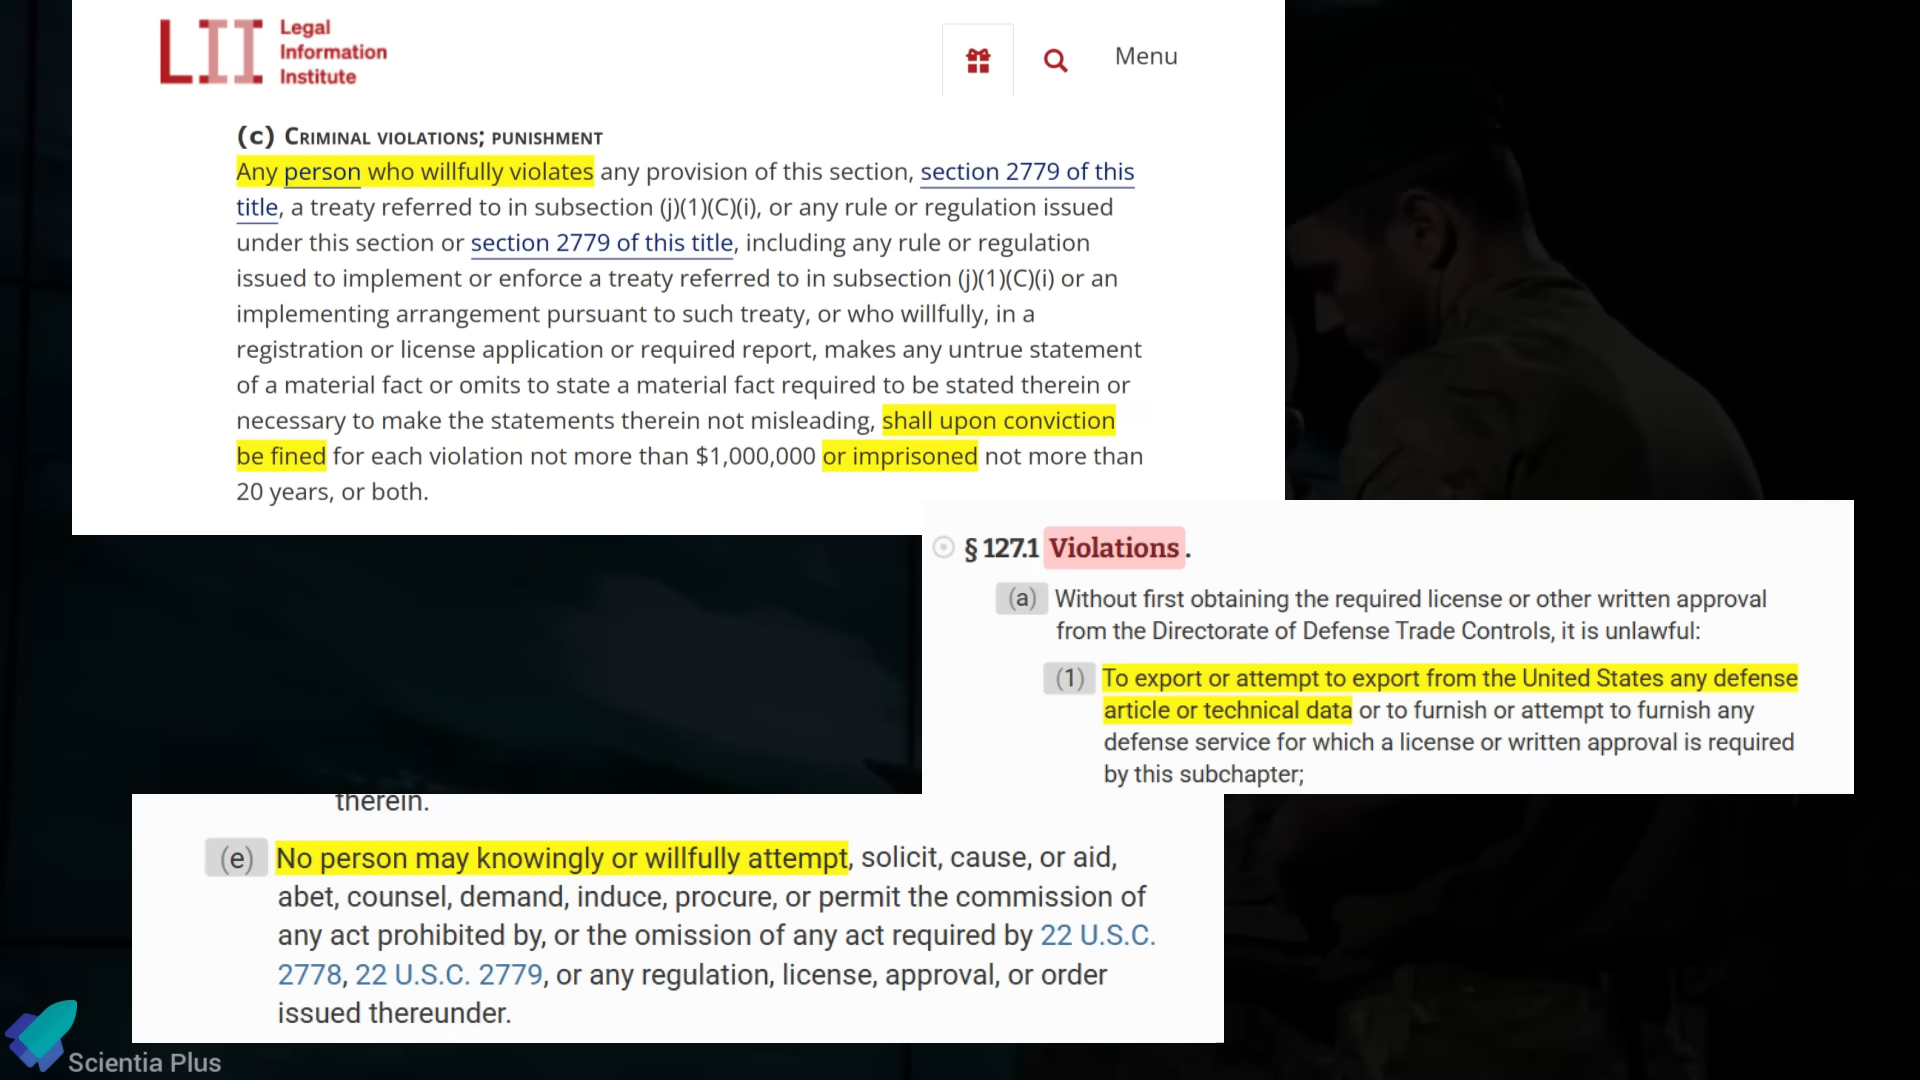 LII
Legal
Information
Institute
Menu
(c) Criminal violations; punishment
Any person who willfully violates any provision of this section, section 2779 of this
title, a treaty referred to in subsection (j)(1)(C)(i), or any rule or regulation issued
under this section or section 2779 of this title, including any rule or regulation
issued to implement or enforce a treaty referred to in subsection (j)(1)(C)(i) or an
implementing arrangement pursuant to such treaty, or who willfully, in a
registration or license application or required report, makes any untrue statement
of a material fact or omits to state a material fact required to be stated therein or
necessary to make the statements therein not misleading, shall upon conviction
be fined for each violation not more than $1,000,000 or imprisoned not more than
20 years, or both.
§ 127.1 Violations.
(a) Without first obtaining the required license or other written approval
from the Directorate of Defense Trade Controls, it is unlawful:
(1) To export or attempt to export from the United States any defense
article or technical data or to furnish or attempt to furnish any
defense service for which a license or written approval is required
by this subchapter;
therein.
(e) No person may knowingly or willfully attempt, solicit, cause, or aid,
abet, counsel, demand, induce, procure, or permit the commission of
any act prohibited by, or the omission of any act required by 22 U.S.C.
2778, 22 U.S.C. 2779, or any regulation, license, approval, or order
issued thereunder.
Scientia Plus